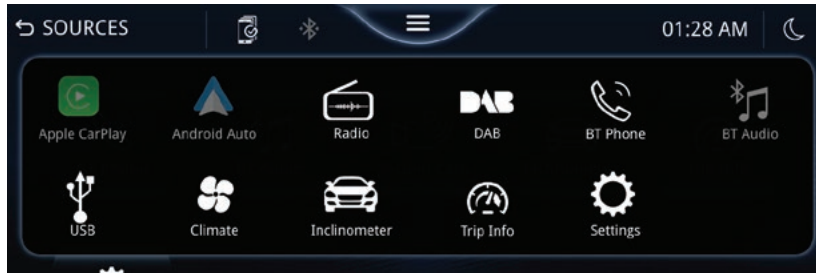 SOURCES
01:28 AM
Apple CarPlay
Android Auto
Radio
DAB
DAB
BT Phone
BT Audio
USB
Climate
Inclinometer
Trip Info
Settings